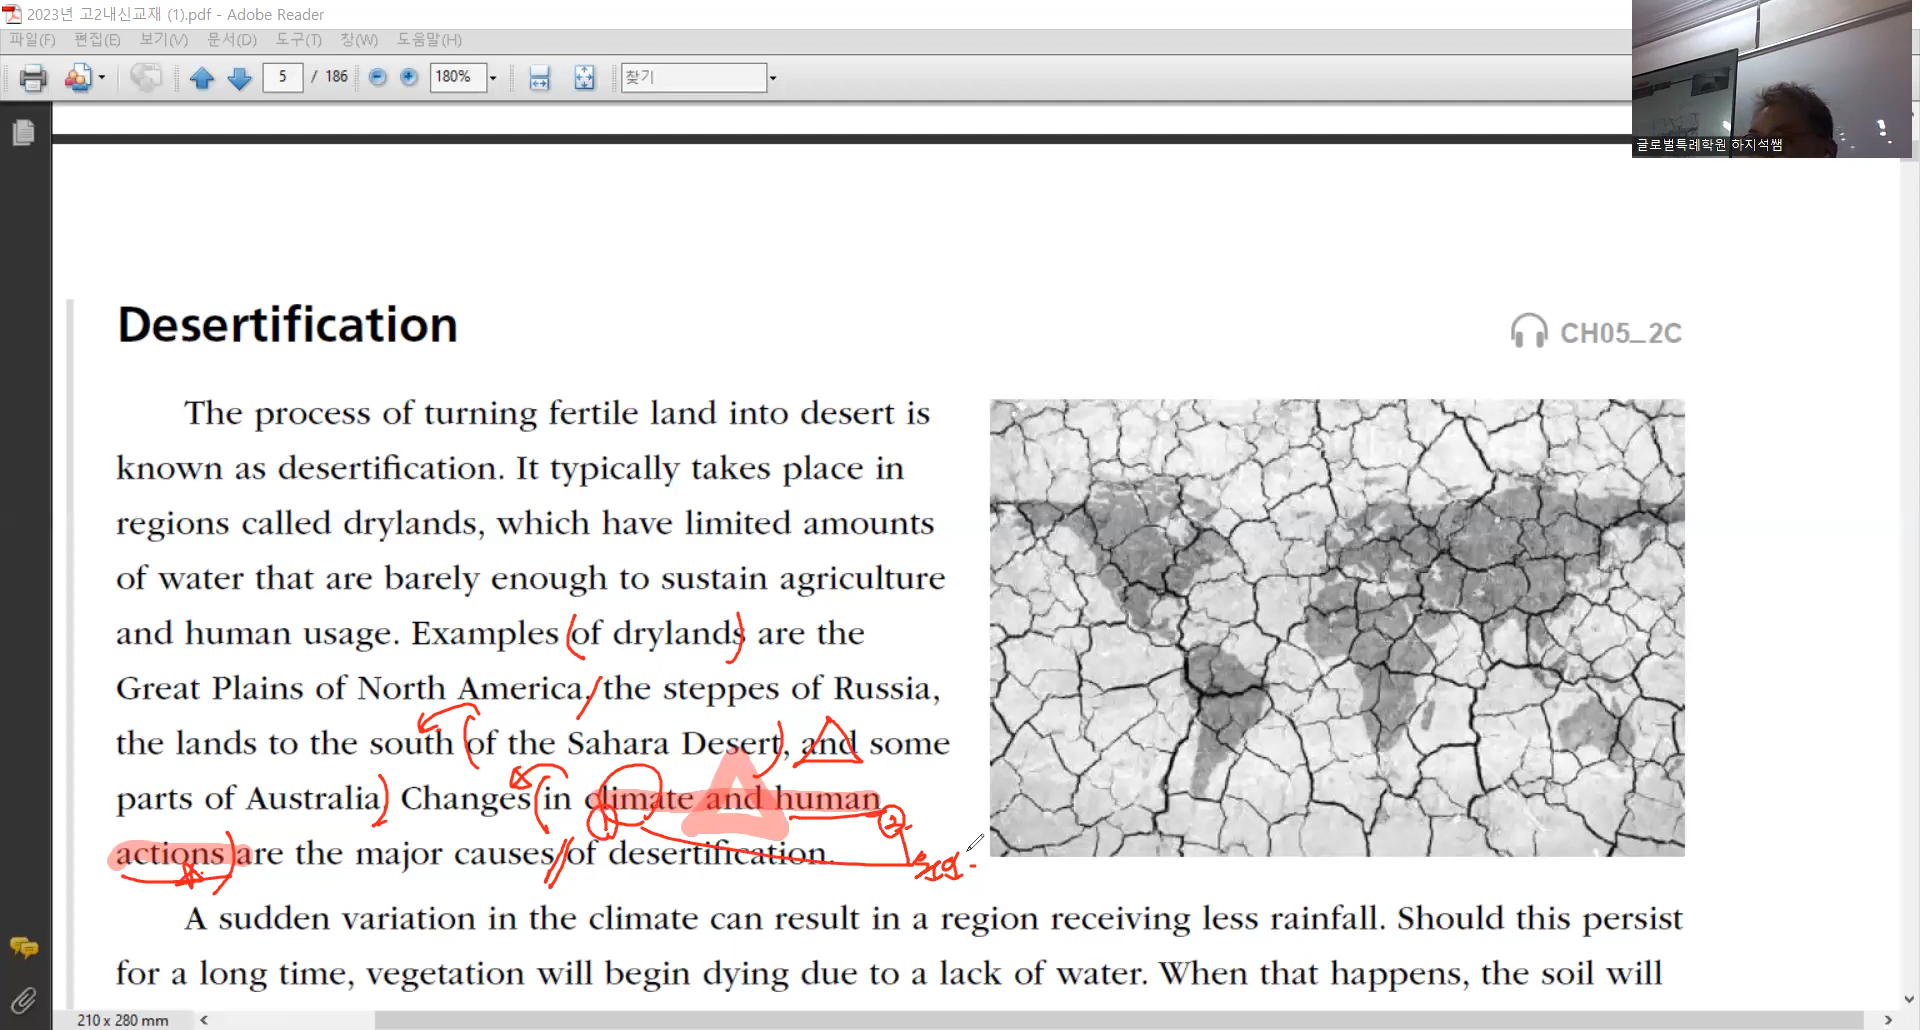 2023년 고2내신교재 (1).pdf - Adobe Reader
파일(F) 편집(E) 보기(V) 문서(D) 도구(T) 창(W) 도움말(H)
5 / 186 180% 찾기
글로벌특례학원 하지석쌤
Desertification
CH05_2C
The process of turning fertile land into desert is
known as desertification. It typically takes place in
regions called drylands, which have limited amounts
of water that are barely enough to sustain agriculture
and human usage. Examples of drylands are the
Great Plains of North America, the steppes of Russia,
the lands to the south of the Sahara Desert, and some
parts of Australia. Changes in climate and human
actions are the major causes of desertification.
1 2
A sudden variation in the climate can result in a region receiving less rainfall. Should this persist
for a long time, vegetation will begin dying due to a lack of water. When that happens, the soil will
210 x 280 mm